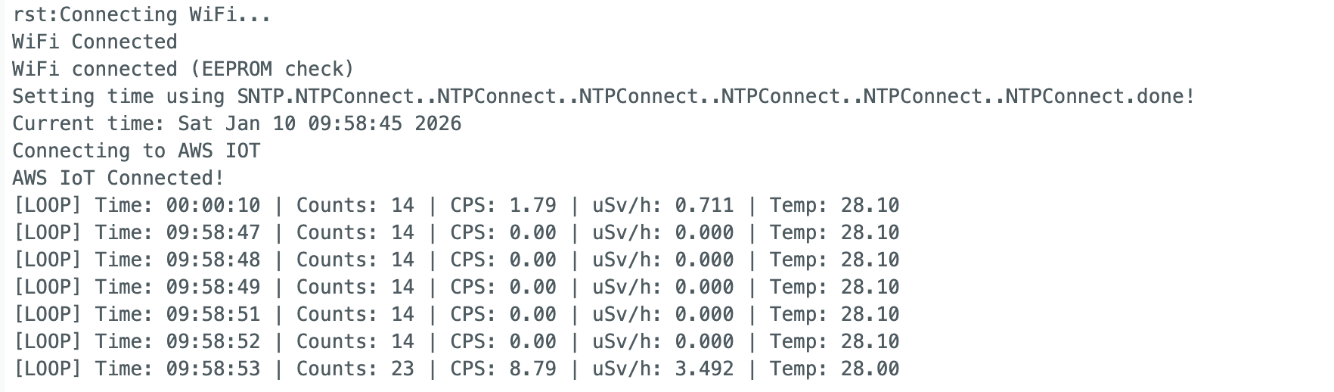 rst:Connecting WiFi...
WiFi Connected
WiFi connected (EEPROM check)
Setting time using SNTP.NTPConnect..NTPConnect..NTPConnect..NTPConnect..NTPConnect..NTPConnect.done!
Current time: Sat Jan 10 09:58:45 2026
Connecting to AWS IOT
AWS IoT Connected!
[LOOP] Time: 00:00:10 | Counts: 14 | CPS: 1.79 | uSv/h: 0.711 | Temp: 28.10
[LOOP] Time: 09:58:47 | Counts: 14 | CPS: 0.00 | uSv/h: 0.000 | Temp: 28.10
[LOOP] Time: 09:58:48 | Counts: 14 | CPS: 0.00 | uSv/h: 0.000 | Temp: 28.10
[LOOP] Time: 09:58:49 | Counts: 14 | CPS: 0.00 | uSv/h: 0.000 | Temp: 28.10
[LOOP] Time: 09:58:51 | Counts: 14 | CPS: 0.00 | uSv/h: 0.000 | Temp: 28.10
[LOOP] Time: 09:58:52 | Counts: 14 | CPS: 0.00 | uSv/h: 0.000 | Temp: 28.10
[LOOP] Time: 09:58:53 | Counts: 23 | CPS: 8.79 | uSv/h: 3.492 | Temp: 28.00